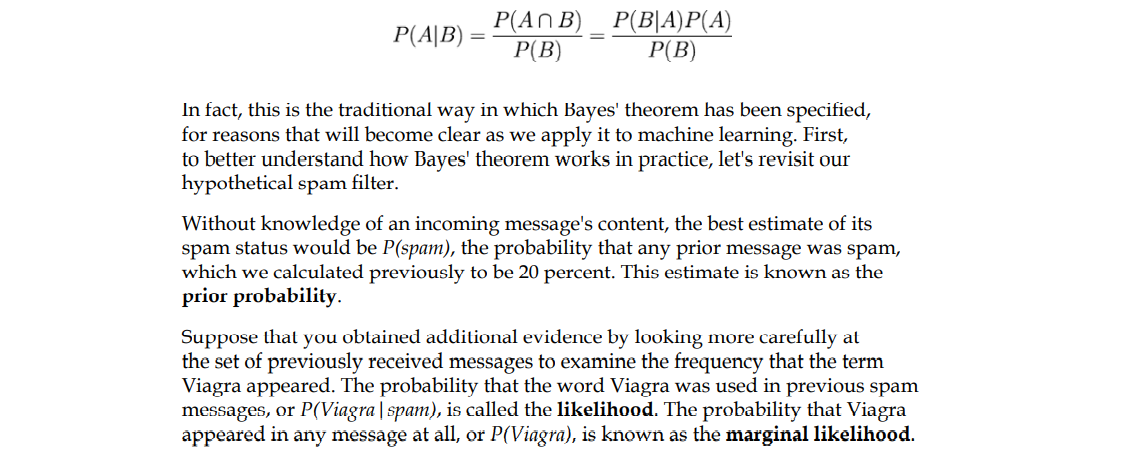 P(A|B) = P(A ∩ B) / P(B) = P(B|A)P(A) / P(B)
In fact, this is the traditional way in which Bayes' theorem has been specified,
for reasons that will become clear as we apply it to machine learning. First,
to better understand how Bayes' theorem works in practice, let's revisit our
hypothetical spam filter.
Without knowledge of an incoming message's content, the best estimate of its
spam status would be P(spam), the probability that any prior message was spam,
which we calculated previously to be 20 percent. This estimate is known as the
prior probability.
Suppose that you obtained additional evidence by looking more carefully at
the set of previously received messages to examine the frequency that the term
Viagra appeared. The probability that the word Viagra was used in previous spam
messages, or P(Viagra|spam), is called the likelihood. The probability that Viagra
appeared in any message at all, or P(Viagra), is known as the marginal likelihood.